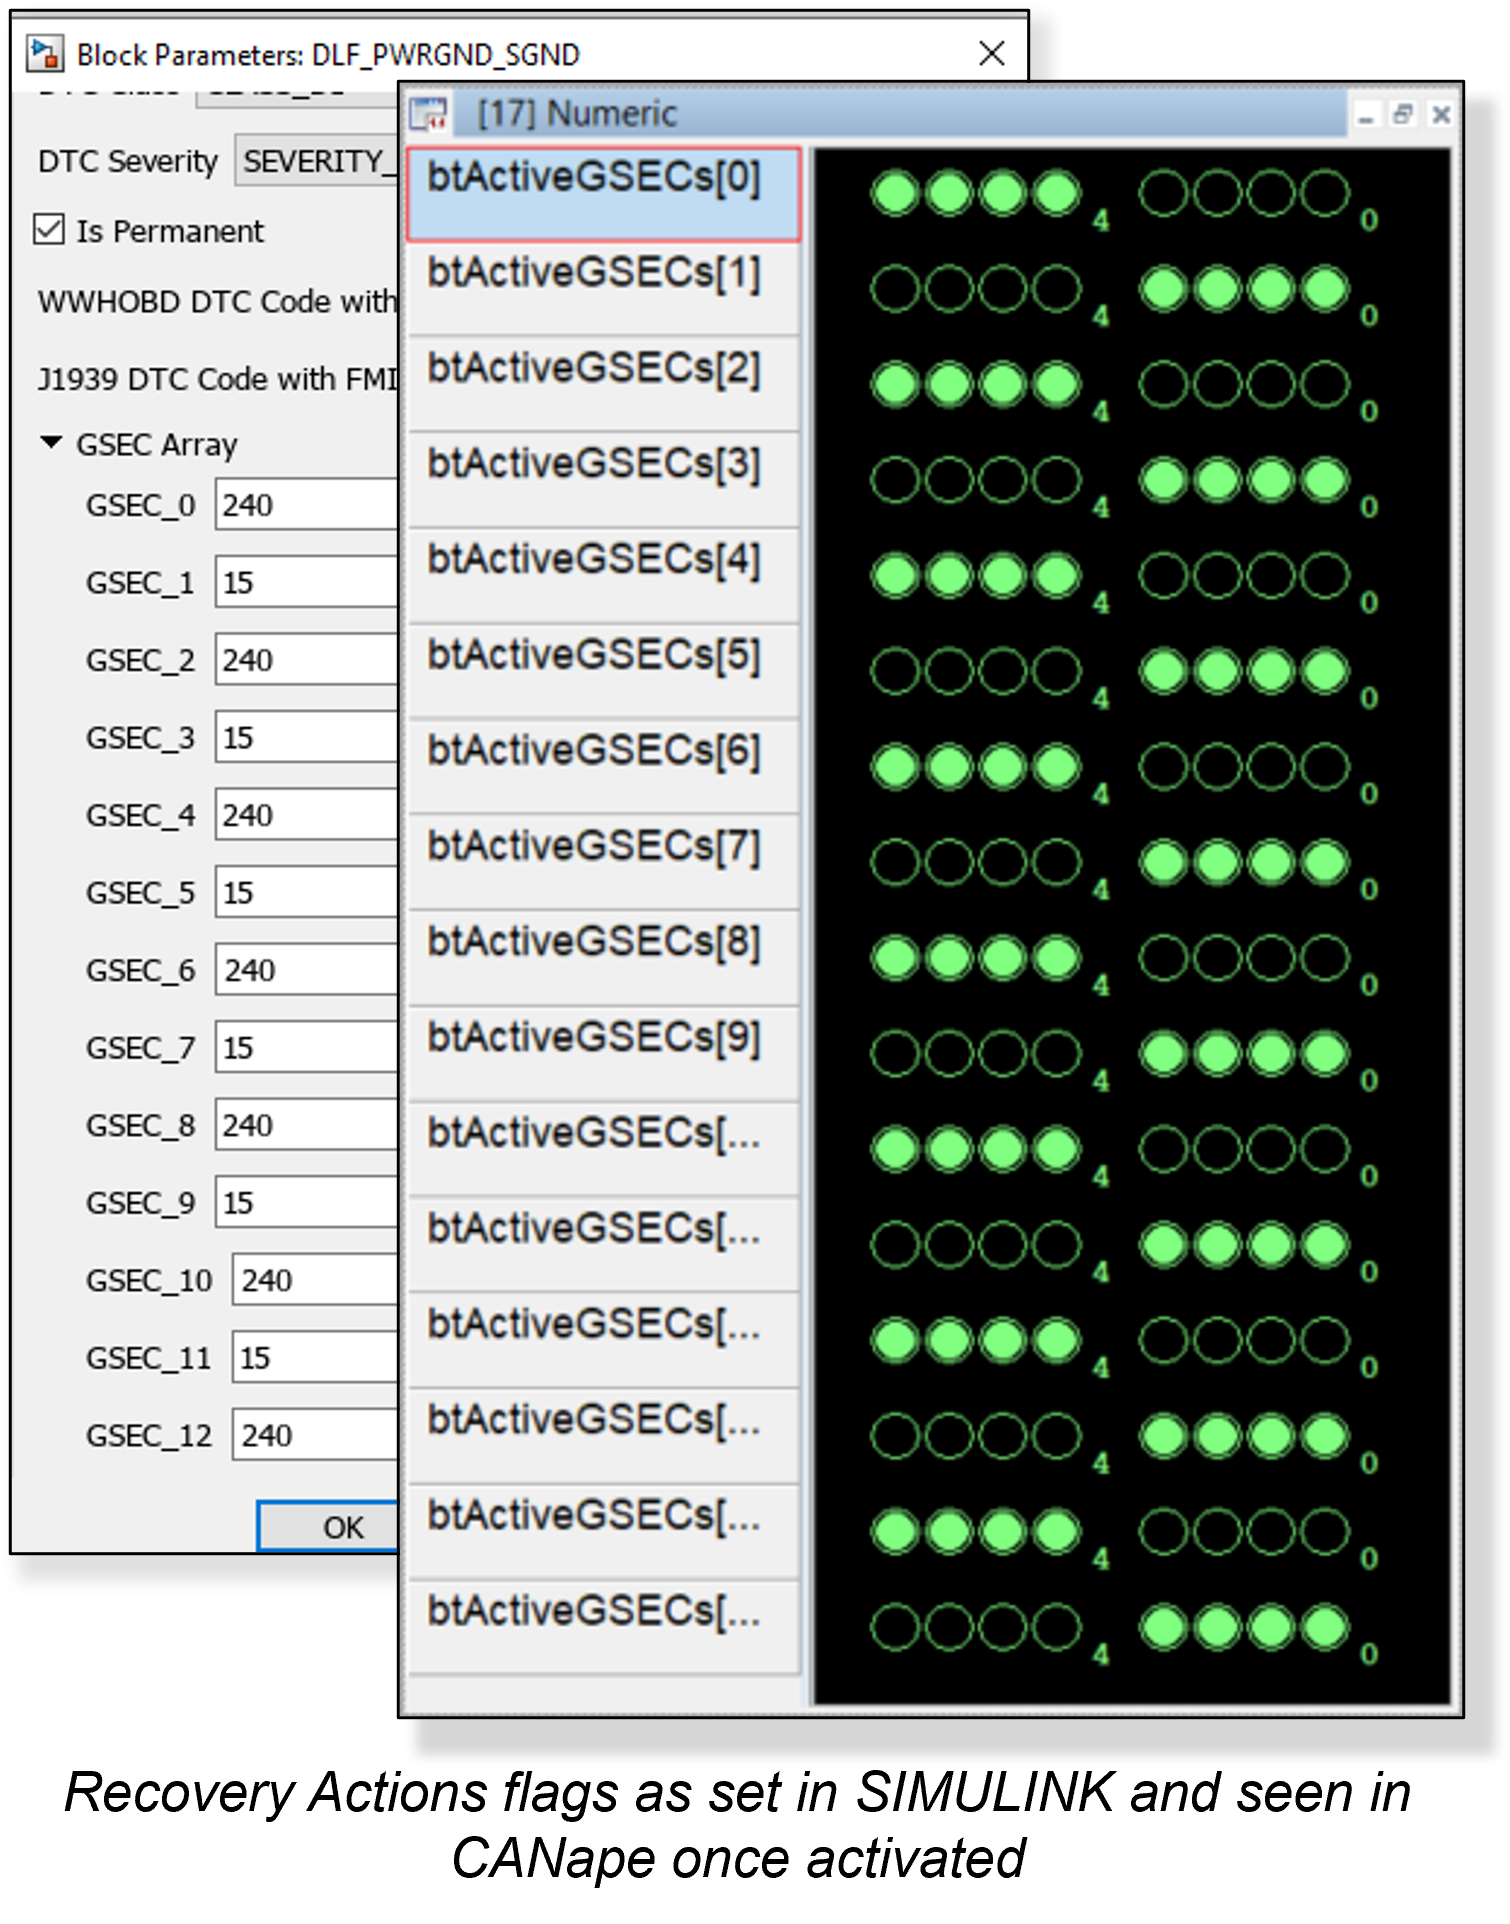 Block Parameters: DLF_PWRGND_SGND
DTC Severity SEVERITY_
Is Permanent
WWHOBD DTC Code with
J1939 DTC Code with FMI
GSEC Array
GSEC_0 240
GSEC_1 15
GSEC_2 240
GSEC_3 15
GSEC_4 240
GSEC_5 15
GSEC_6 240
GSEC_7 15
GSEC_8 240
GSEC_9 15
GSEC_10 240
GSEC_11 15
GSEC_12 240
OK
[17] Numeric
btActiveGSECs[0] 4 0
btActiveGSECs[1] 4 0
btActiveGSECs[2] 4 0
btActiveGSECs[3] 4 0
btActiveGSECs[4] 4 0
btActiveGSECs[5] 4 0
btActiveGSECs[6] 4 0
btActiveGSECs[7] 4 0
btActiveGSECs[8] 4 0
btActiveGSECs[9] 4 0
btActiveGSECs[... 4 0
btActiveGSECs[... 4 0
btActiveGSECs[... 4 0
btActiveGSECs[... 4 0
btActiveGSECs[... 4 0
btActiveGSECs[... 4 0
Recovery Actions flags as set in SIMULINK and seen in
CANape once activated